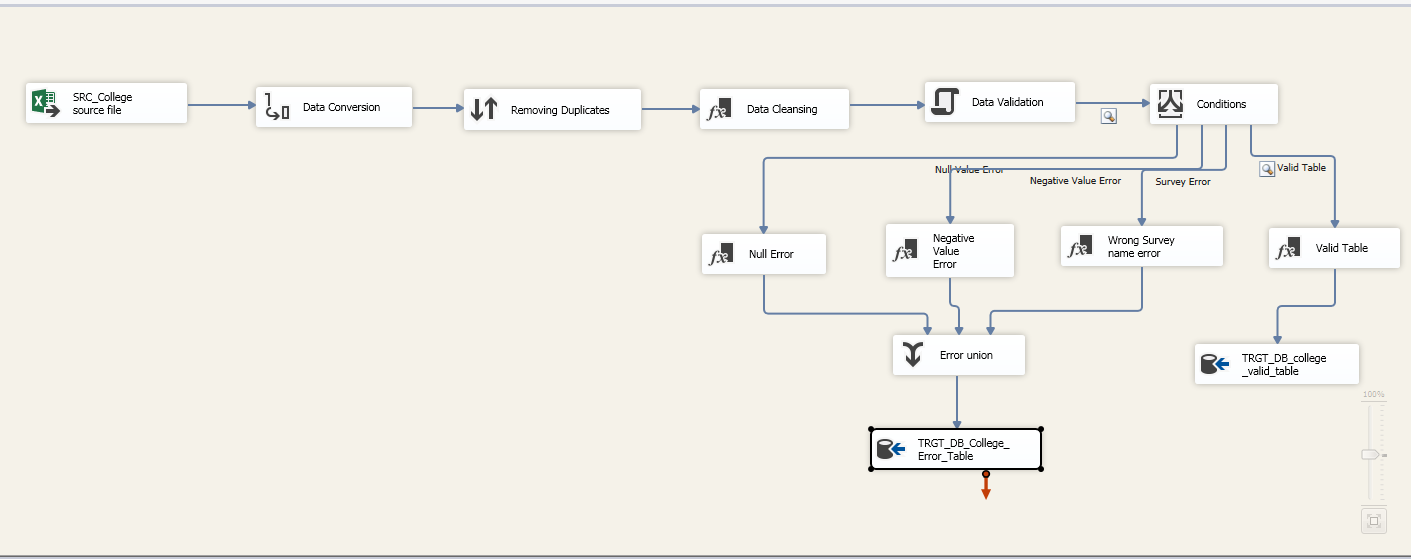 SRC_College
source file
Data Conversion
Removing Duplicates
Data Cleansing
Data Validation
Conditions
Null Value Error
Negative Value Error
Survey Error
Valid Table
Null Error
Negative
Value
Error
Wrong Survey
name error
Valid Table
Error union
TRGT_DB_college
_valid_table
TRGT_DB_College_
Error_Table
100%